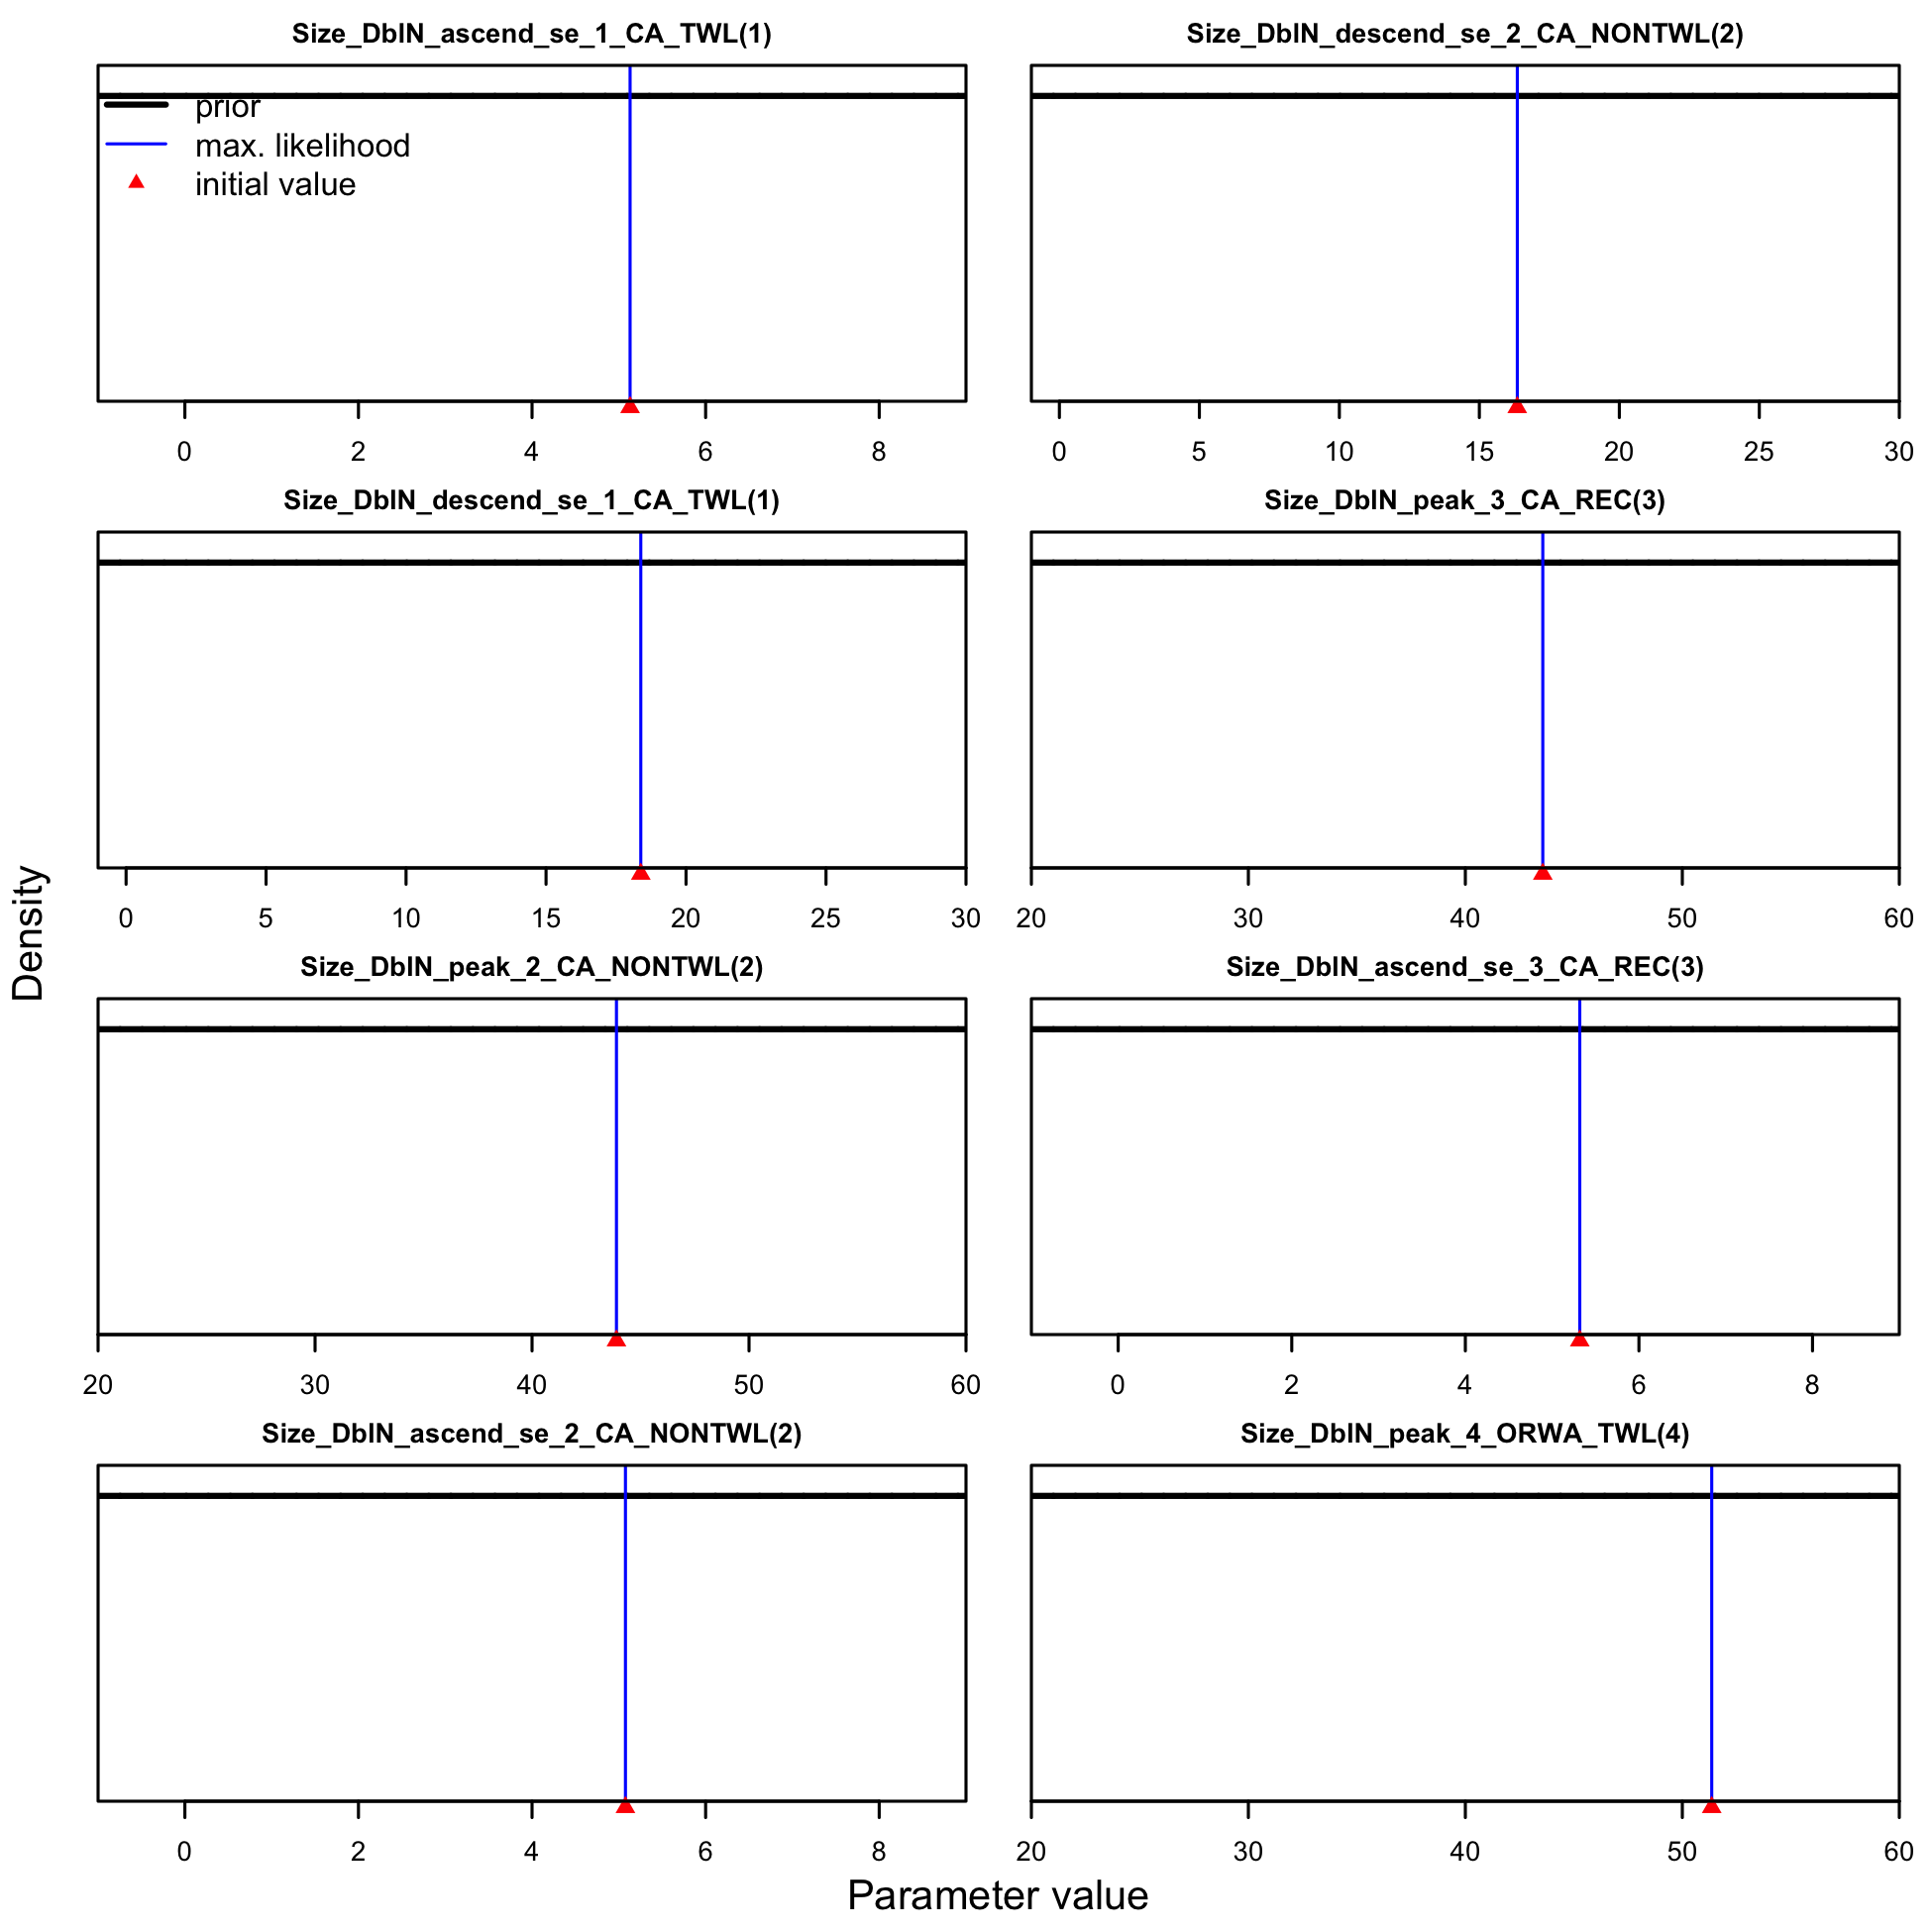 Size_DblN_ascend_se_1_CA_TWL(1)
prior
max. likelihood
initial value
0 2 4 6 8
Size_DblN_descend_se_2_CA_NONTWL(2)
0 5 10 15 20 25 30
Size_DblN_descend_se_1_CA_TWL(1)
0 5 10 15 20 25 30
Size_DblN_peak_3_CA_REC(3)
20 30 40 50 60
Size_DblN_peak_2_CA_NONTWL(2)
20 30 40 50 60
Size_DblN_ascend_se_3_CA_REC(3)
0 2 4 6 8
Size_DblN_ascend_se_2_CA_NONTWL(2)
0 2 4 6 8
Size_DblN_peak_4_ORWA_TWL(4)
20 30 40 50 60
Density
Parameter value